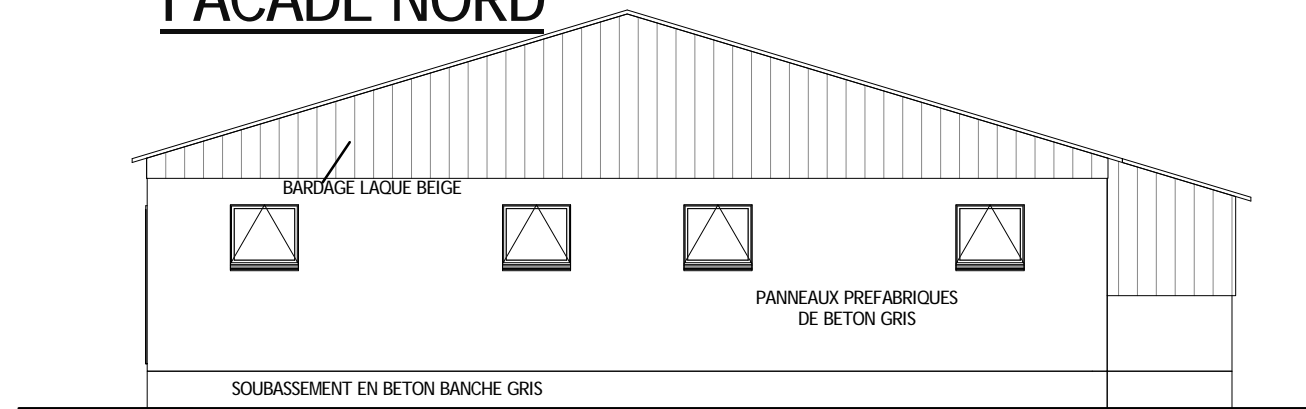 FACADE NORD
BARDAGE LAQUE BEIGE
PANNEAUX PREFABRIQUES
DE BETON GRIS
SOUBASSEMENT EN BETON BANCHE GRIS